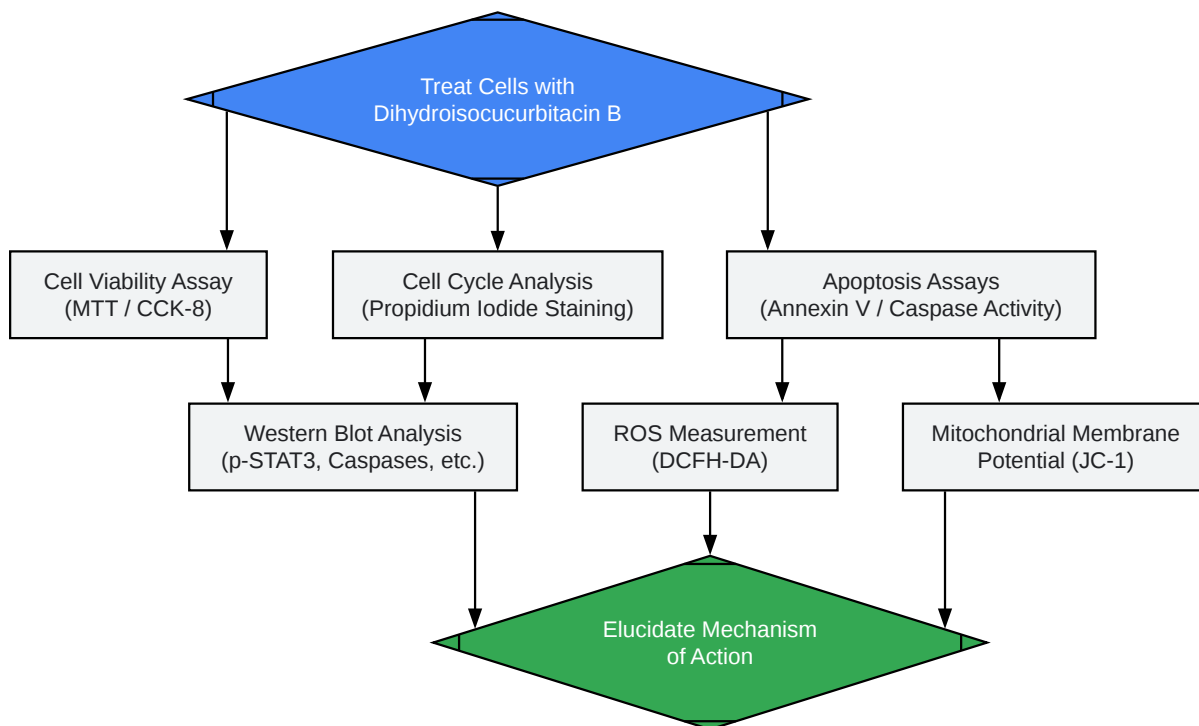 Treat Cells with
Dihydroisocucurbitacin B
Cell Viability Assay
(MTT / CCK-8)
Cell Cycle Analysis
(Propidium Iodide Staining)
Apoptosis Assays
(Annexin V / Caspase Activity)
Western Blot Analysis
(p-STAT3, Caspases, etc.)
ROS Measurement
(DCFH-DA)
Mitochondrial Membrane
Potential (JC-1)
Elucidate Mechanism
of Action